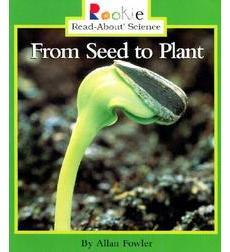 Rookie
Read-About® Science
From Seed to Plant
By Allan Fowler